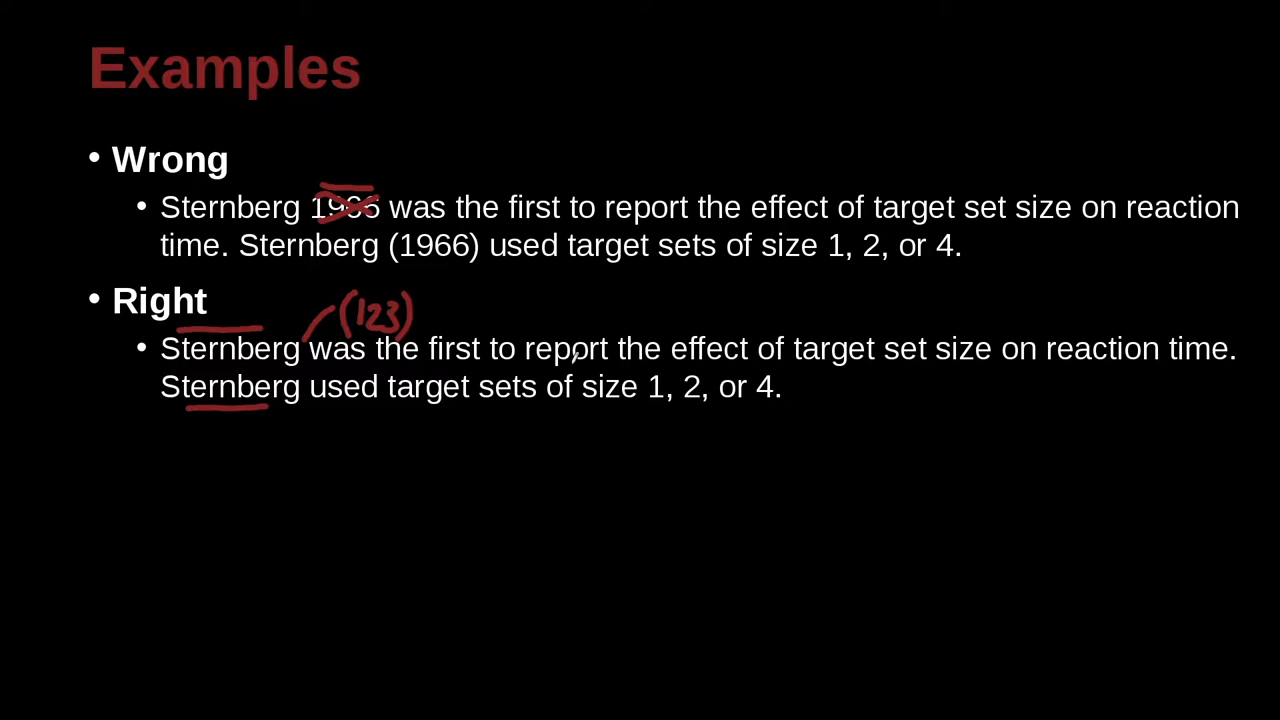 Examples
• Wrong
• Sternberg 1966 was the first to report the effect of target set size on reaction
time. Sternberg (1966) used target sets of size 1, 2, or 4.
• Right
(123)
• Sternberg was the first to report the effect of target set size on reaction time.
Sternberg used target sets of size 1, 2, or 4.